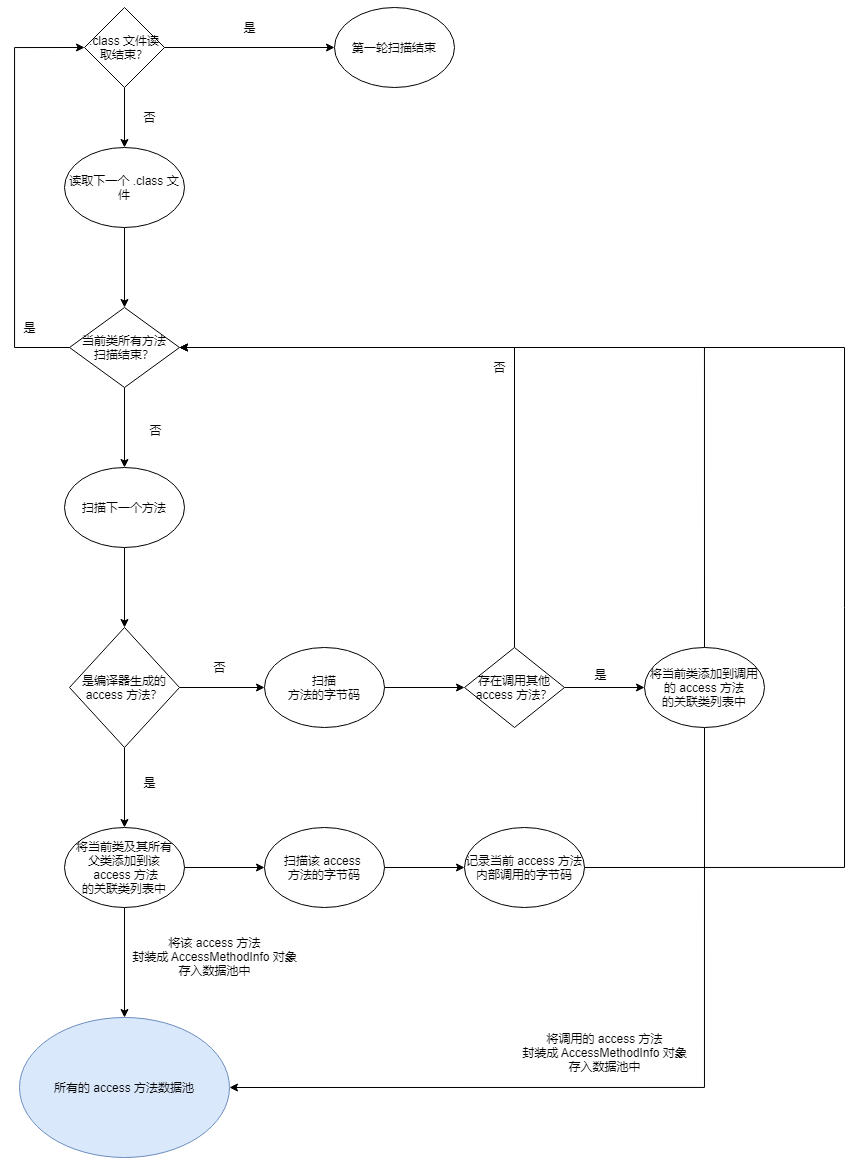 .class 文件读
取结束？
是
第一轮扫描结束
否
读取下一个 .class 文
件
是
当前类所有方法
扫描结束？
否
否
扫描下一个方法
是编译器生成的
access 方法？
否
扫描
方法的字节码
存在调用其他
access 方法？
是
将当前类添加到调用
的 access 方法
的关联类列表中
是
将当前类及其所有
父类添加到该
access 方法
的关联类列表中
扫描该 access
方法的字节码
记录当前 access 方法
内部调用的字节码
将该 access 方法
封装成 AccessMethodInfo 对象
存入数据池中
将调用的 access 方法
封装成 AccessMethodInfo 对象
存入数据池中
所有的 access 方法数据池